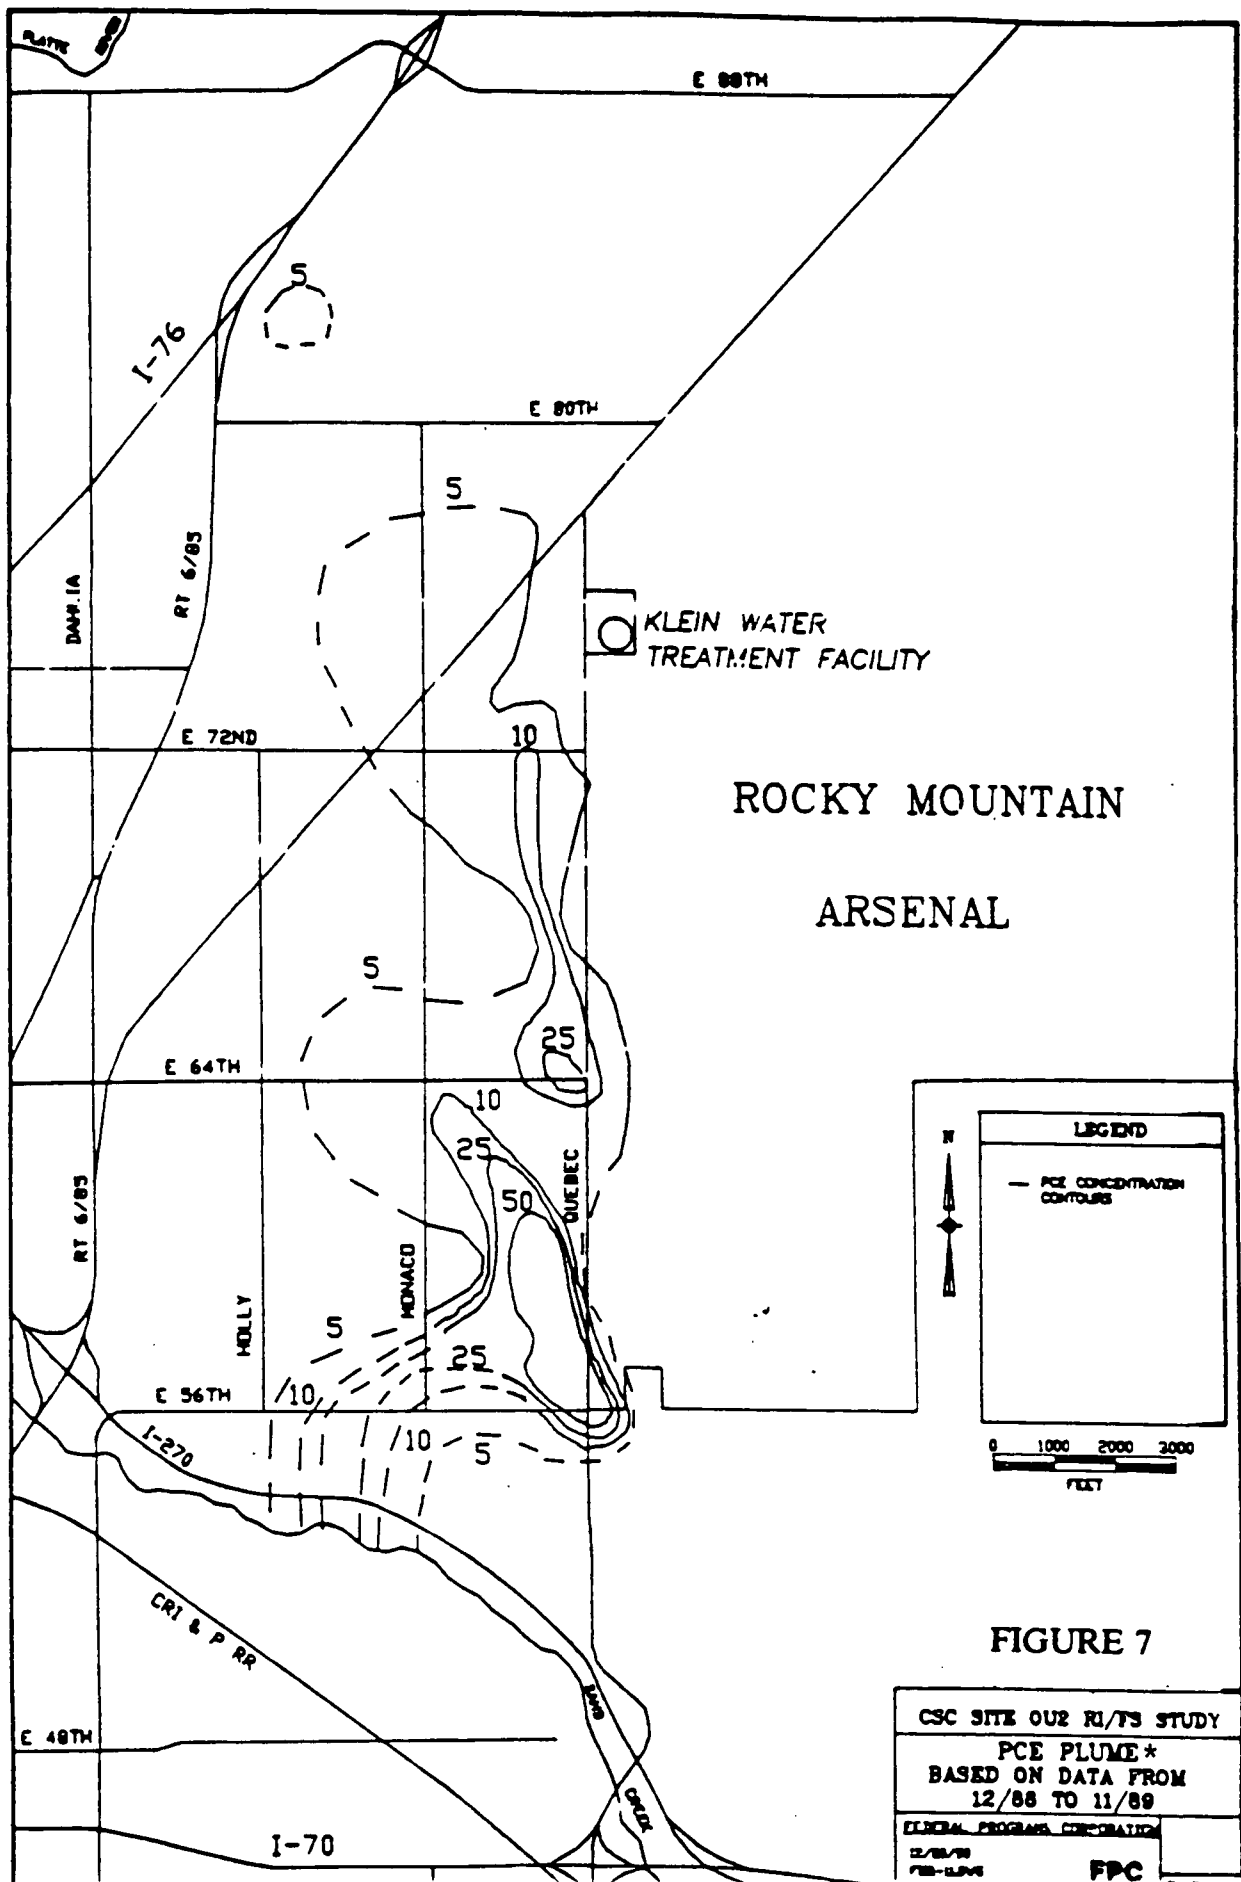 PLATTE RIVER
E 88TH
5
I-76
E 80TH
5
RT 6/85
DAHLIA
KLEIN WATER
TREATMENT FACILITY
E 72ND
10
ROCKY MOUNTAIN
ARSENAL
5
25
E 64TH
10
25
50
QUEBEC
N
LEGEND
PCE CONCENTRATION
CONTOURS
RT 6/85
HOLLY
MONACO
5
25
E 56TH
10
I-270
10
5
0 1000 2000 3000
FEET
CRI & P RR
FIGURE 7
SAND
CREEK
E 48TH
I-70
CSC SITE OU2 RI/FS STUDY
PCE PLUME*
BASED ON DATA FROM
12/88 TO 11/89
FEDERAL PROGRAMS CORPORATION
FPC